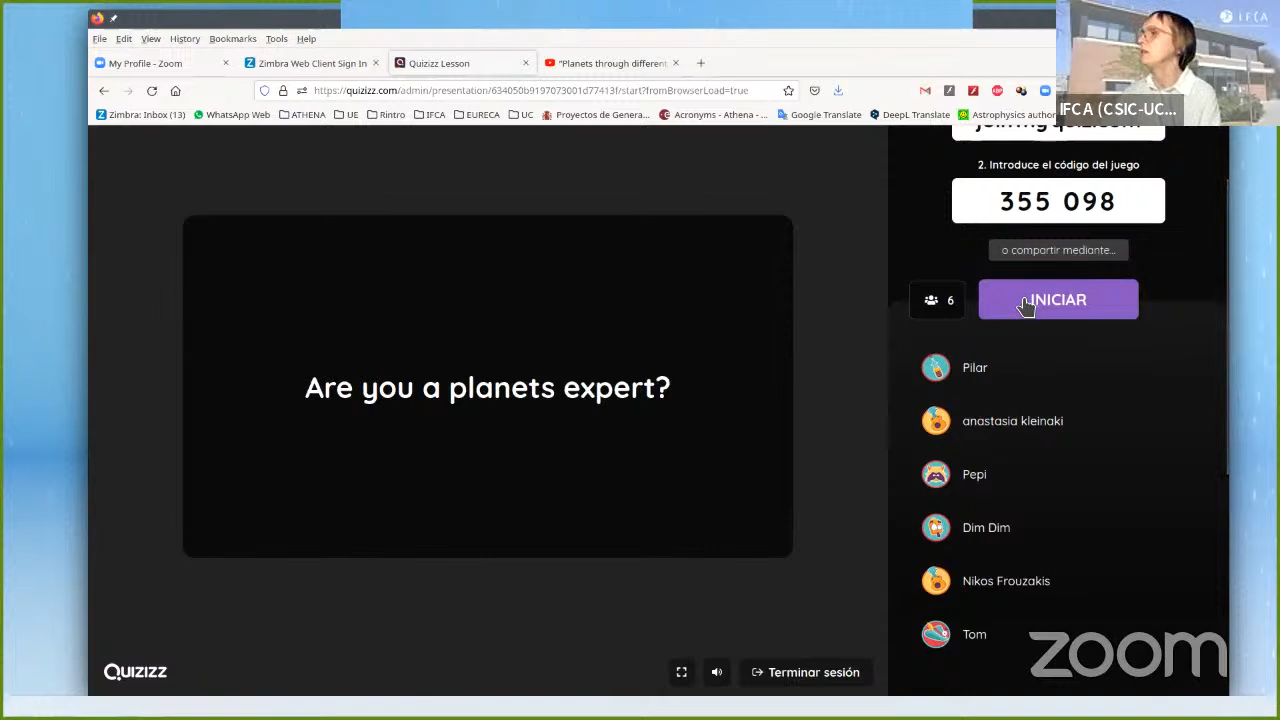 File Edit View History Bookmarks Tools Help
IFCA
My Profile - Zoom
Zimbra Web Client Sign In
Quizizz Lesson
"Planets through different
https://quizizz.com/admin/presentation/634050b9197073001d77413f/start?fromBrowserLoad=true
Zimbra: Inbox (13) WhatsApp Web ATHENA UE Rintro IFCA EURECA UC Proyectos de Genera... Acronyms - Athena - ... Google Translate DeepL Translate Astrophysics author
IFCA (CSIC-UC...
2. Introduce el código del juego
355 098
o compartir mediante...
6
INICIAR
Are you a planets expert?
Pilar
anastasia kleinaki
Pepi
Dim Dim
Nikos Frouzakis
Tom
Quizizz
Terminar sesión
zoom